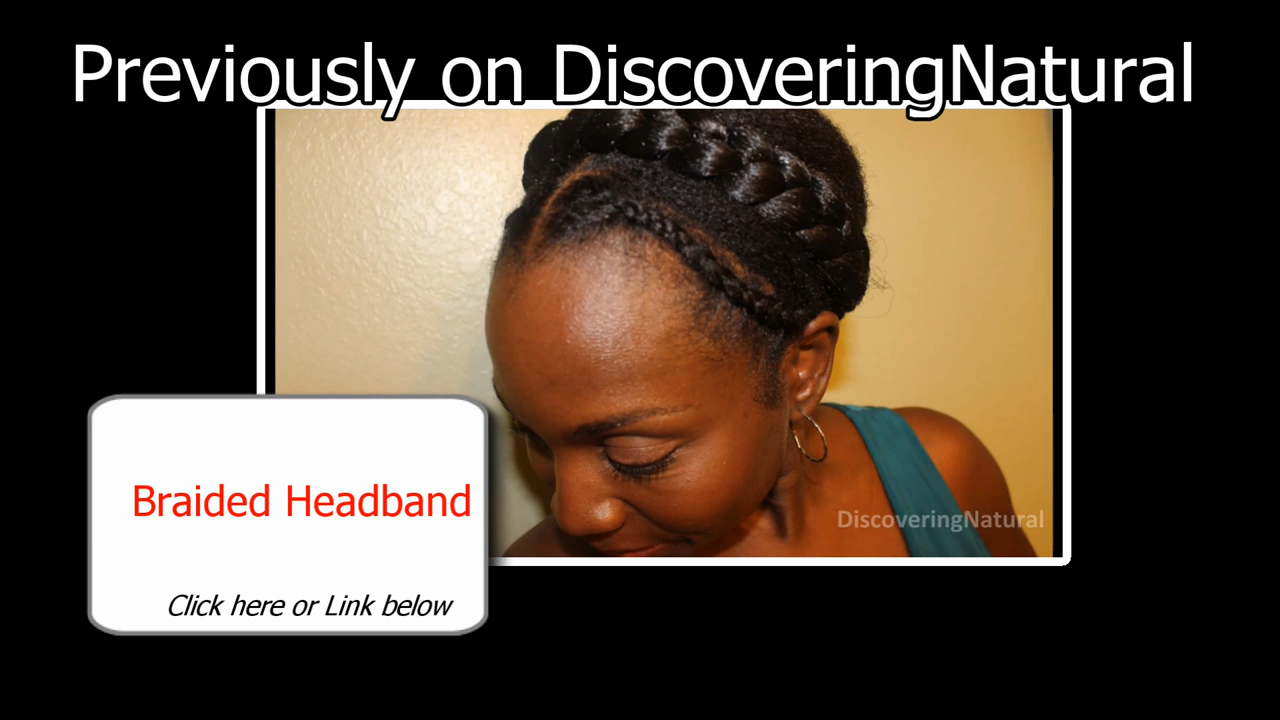 Previously on DiscoveringNatural
DiscoveringNatural
Braided Headband
Click here or Link below